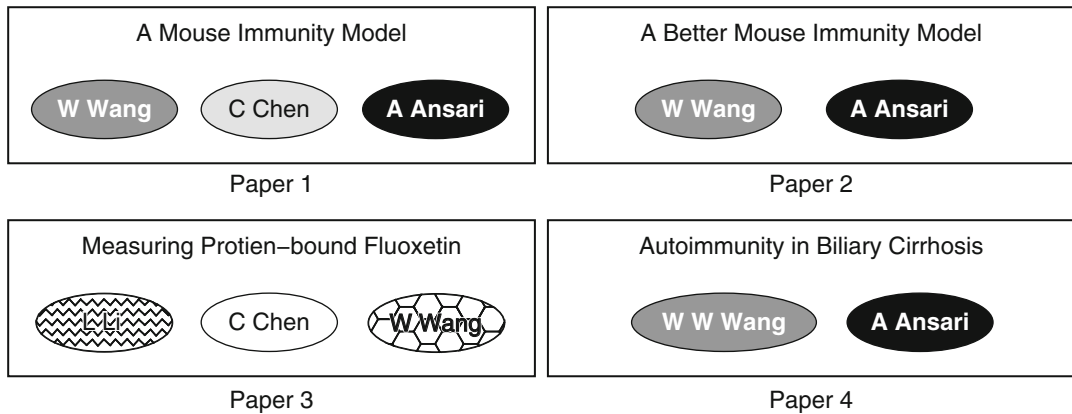 A Mouse Immunity Model
W Wang
C Chen
A Ansari
Paper 1
A Better Mouse Immunity Model
W Wang
A Ansari
Paper 2
Measuring Protien−bound Fluoxetin
L Li
C Chen
W Wang
Paper 3
Autoimmunity in Biliary Cirrhosis
W W Wang
A Ansari
Paper 4